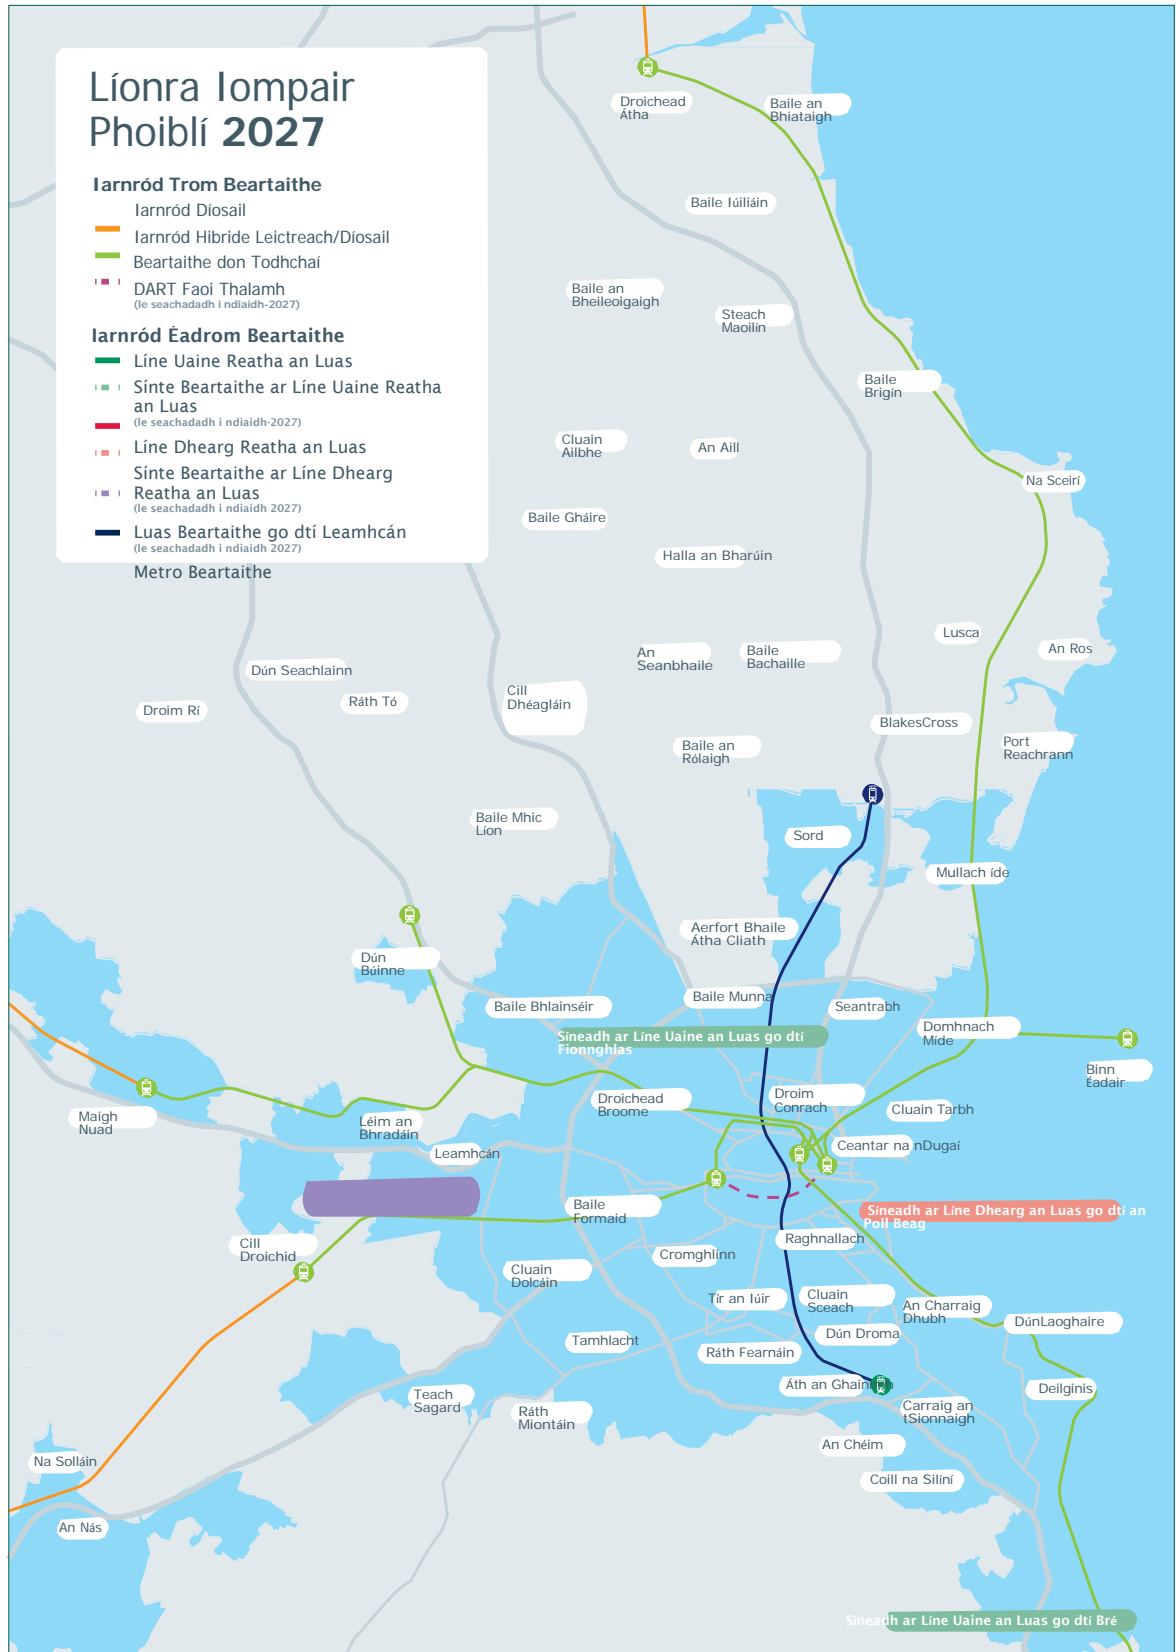 Líonra Iompair
Phoiblí 2027
Iarnród Trom Beartaithe
Iarnród Díosail
Iarnród Hibride Leictreach/Díosail
Beartaithe don Todhchaí
DART Faoi Thalamh
(le seachadadh i ndiaidh-2027)
Iarnród Éadrom Beartaithe
Líne Uaine Reatha an Luas
Sínte Beartaithe ar Líne Uaine Reatha
an Luas
(le seachadadh i ndiaidh-2027)
Líne Dhearg Reatha an Luas
Sínte Beartaithe ar Líne Dhearg
Reatha an Luas
(le seachadadh i ndiaidh 2027)
Luas Beartaithe go dtí Leamhcán
(le seachadadh i ndiaidh 2027)
Metro Beartaithe
Droichead
Átha
Baile an
Bhiataigh
Baile Iúiliáin
Baile an
Bheileoigaigh
Steach
Maoilín
Baile
Brigín
Cluain
Ailbhe
An Aill
Na Sceirí
Baile Gháire
Halla an Bharúin
Lusca
An Ros
An
Seanbhaile
Baile
Bachaille
Dún Seachlainn
Ráth Tó
Droim Rí
Cill
Dhéagláin
BlakesCross
Port
Reachrann
Baile an
Rólaigh
Baile Mhic
Líon
Sord
Mullach íde
Aerfort Bhaile
Átha Cliath
Dún
Búinne
Baile Bhlainséir
Baile Munna
Seantrabh
Domhnach
Míde
Síneadh ar Líne Uaine an Luas go dtí
Fionnghlas
Binn
Éadair
Maigh
Nuad
Léim an
Bhradáin
Droichead
Broome
Droim
Conrach
Cluain Tarbh
Leamhcán
Ceantar na nDugaí
Baile
Formaid
Síneadh ar Líne Dhearg an Luas go dtí an
Poll Beag
Cill
Droichid
Raghnallach
Cromghlinn
Cluain
Dolcáin
Tír an Iúir
Cluain
Sceach
An Charraig
Dhubh
DúnLaoghaire
Tamhlacht
Dún Droma
Ráth Fearnáin
Teach
Sagard
Áth an Ghainimh
Deilginis
Ráth
Miontáin
Carraig an
tSionnaigh
An Chéim
Na Solláin
Coill na Silíní
An Nás
Síneadh ar Líne Uaine an Luas go dtí Bré